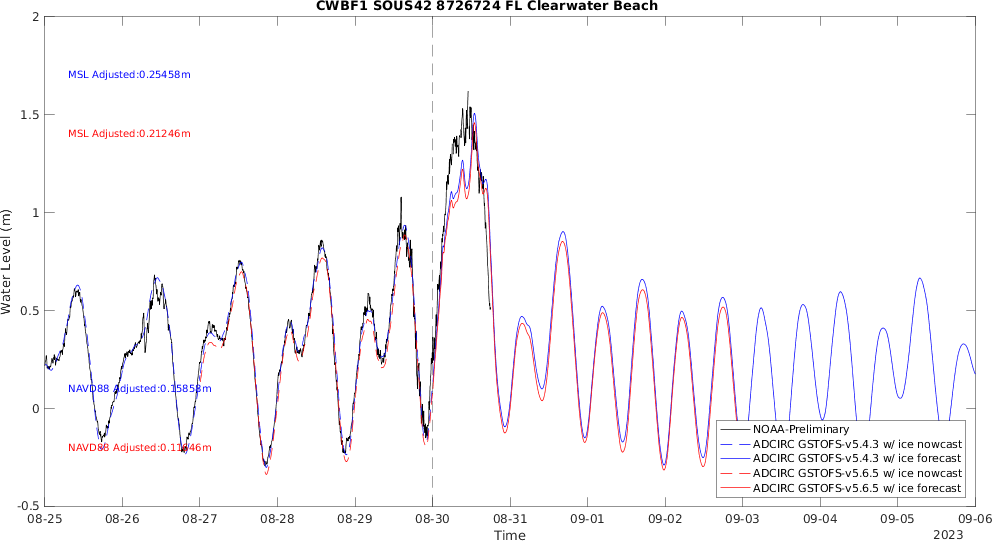 CWBF1 SOUS42 8726724 FL Clearwater Beach
2
MSL Adjusted:0.25458m
1.5
MSL Adjusted:0.21246m
1
Water Level (m)
0.5
NAVD88 Adjusted:0.15858m
0
NOAA-Preliminary
ADCIRC GSTOFS-v5.4.3 w/ ice nowcast
ADCIRC GSTOFS-v5.4.3 w/ ice forecast
ADCIRC GSTOFS-v5.6.5 w/ ice nowcast
ADCIRC GSTOFS-v5.6.5 w/ ice forecast
-0.5
08-25 08-26 08-27 08-28 08-29 08-30 08-31 09-01 09-02 09-03 09-04 09-05 09-06
Time
2023